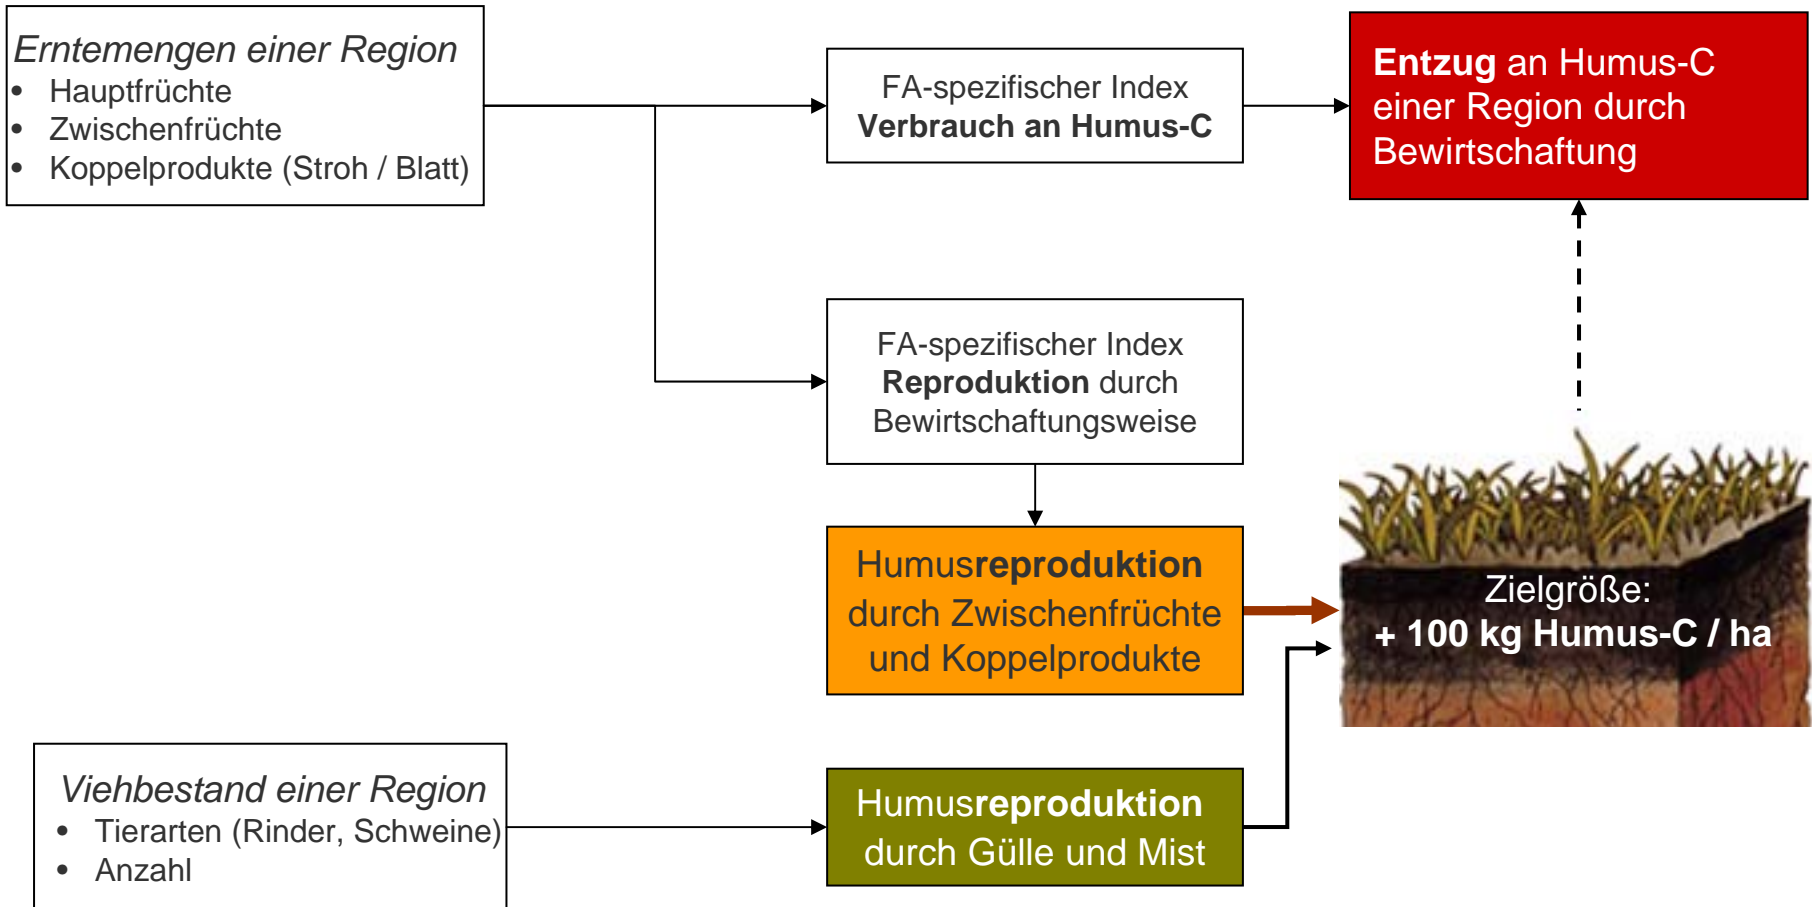 Erntemengen einer Region
• Hauptfrüchte
• Zwischenfrüchte
• Koppelprodukte (Stroh / Blatt)
FA-spezifischer Index
Verbrauch an Humus-C
Entzug an Humus-C
einer Region durch
Bewirtschaftung
FA-spezifischer Index
Reproduktion durch
Bewirtschaftungsweise
Humusreproduktion
durch Zwischenfrüchte
und Koppelprodukte
Zielgröße:
+ 100 kg Humus-C / ha
Viehbestand einer Region
• Tierarten (Rinder, Schweine)
• Anzahl
Humusreproduktion
durch Gülle und Mist